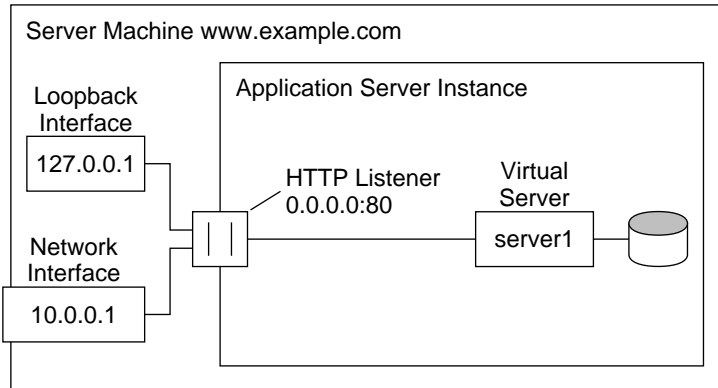 Server Machine www.example.com
Application Server Instance
Loopback
Interface
127.0.0.1
HTTP Listener
0.0.0.0:80
Virtual
Server
server1
Network
Interface
10.0.0.1